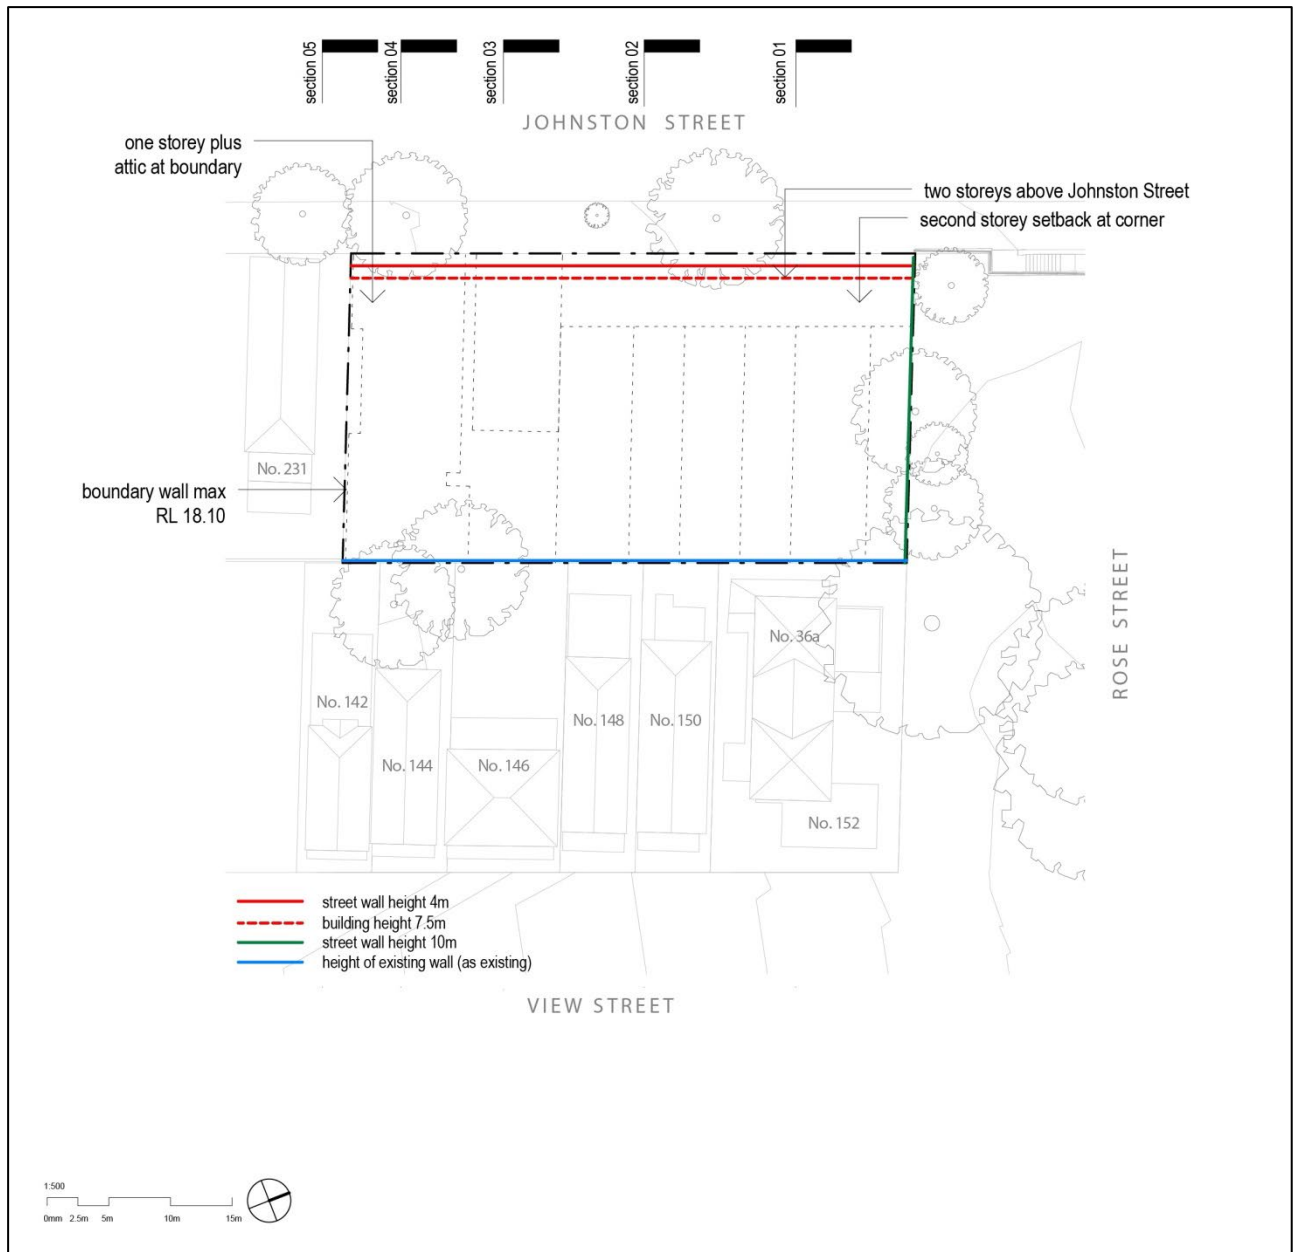 section 05
section 04
section 03
section 02
section 01
JOHNSTON STREET
one storey plus
attic at boundary
two storeys above Johnston Street
second storey setback at corner
No. 231
boundary wall max
RL 18.10
ROSE STREET
No. 36a
No. 142
No. 148
No. 150
No. 144
No. 146
No. 152
street wall height 4m
building height 7.5m
street wall height 10m
height of existing wall (as existing)
VIEW STREET
1:500
0mm 2.5m 5m 10m 15m